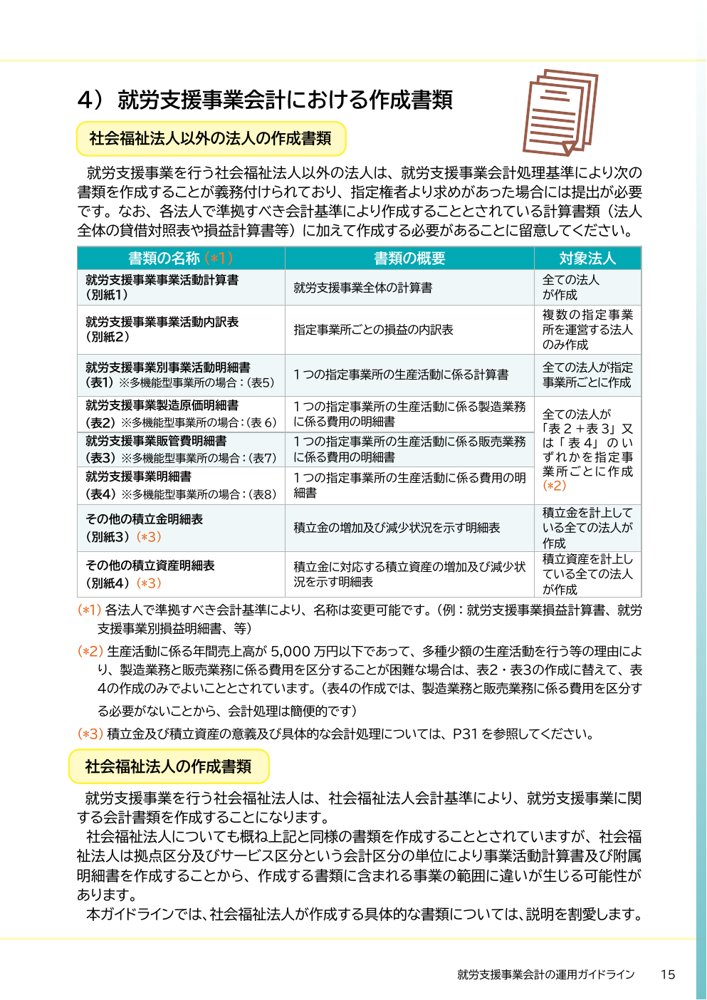 4）就労支援事業会計における作成書類
社会福祉法人以外の法人の作成書類
就労支援事業を行う社会福祉法人以外の法人は、就労支援事業会計処理基準により次の
書類を作成することが義務付けられており、指定権者より求めがあった場合には提出が必要
です。なお、各法人で準拠すべき会計基準により作成することとされている計算書類（法人
全体の貸借対照表や損益計算書等）に加えて作成する必要があることに留意してください。
書類の名称（*1） 書類の概要 対象法人
就労支援事業事業活動計算書
（別紙1）
就労支援事業全体の計算書
全ての法人
が作成
就労支援事業事業活動内訳表
（別紙2）
指定事業所ごとの損益の内訳表
複数の指定事業
所を運営する法人
のみ作成
就労支援事業別事業活動明細書
（表1）※多機能型事業所の場合：（表5）
1つの指定事業所の生産活動に係る計算書
全ての法人が指定
事業所ごとに作成
就労支援事業製造原価明細書
（表2）※多機能型事業所の場合：（表6）
1つの指定事業所の生産活動に係る製造業務
に係る費用の明細書
就労支援事業販管費明細書
（表3）※多機能型事業所の場合：（表7）
1つの指定事業所の生産活動に係る販売業務
に係る費用の明細書
就労支援事業明細書
（表4）※多機能型事業所の場合：（表8）
1つの指定事業所の生産活動に係る費用の明
細書
全ての法人が
「表2＋表3」又
は「表4」のい
ずれかを指定事
業所ごとに作成
（*2）
その他の積立金明細表
（別紙3）（*3）
積立金の増加及び減少状況を示す明細表
積立金を計上して
いる全ての法人が
作成
その他の積立資産明細表
（別紙4）（*3）
積立金に対応する積立資産の増加及び減少状
況を示す明細表
積立資産を計上し
ている全ての法人
が作成
（*1）各法人で準拠すべき会計基準により、名称は変更可能です。（例：就労支援事業損益計算書、就労
支援事業別損益明細書、等）
（*2）生産活動に係る年間売上高が 5,000 万円以下であって、多種少額の生産活動を行う等の理由によ
り、製造業務と販売業務に係る費用を区分することが困難な場合は、表2・表3の作成に替えて、表
4の作成のみでよいこととされています。（表4の作成では、製造業務と販売業務に係る費用を区分す
る必要がないことから、会計処理は簡便的です）
（*3）積立金及び積立資産の意義及び具体的な会計処理については、P31 を参照してください。
社会福祉法人の作成書類
就労支援事業を行う社会福祉法人は、社会福祉法人会計基準により、就労支援事業に関
する会計書類を作成することになります。
社会福祉法人についても概ね上記と同様の書類を作成することとされていますが、社会福
祉法人は拠点区分及びサービス区分という会計区分の単位により事業活動計算書及び附属
明細書を作成することから、作成する書類に含まれる事業の範囲に違いが生じる可能性が
あります。
本ガイドラインでは、社会福祉法人が作成する具体的な書類については、説明を割愛します。
就労支援事業会計の運用ガイドライン 15